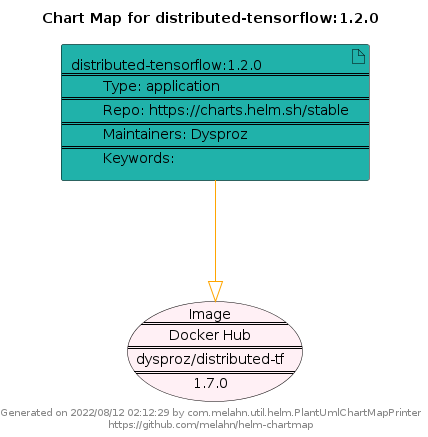 Chart Map for distributed-tensorflow:1.2.0
distributed-tensorflow:1.2.0
Type: application
Repo: https://charts.helm.sh/stable
Maintainers: Dysproz
Keywords:
Image
Docker Hub
dysproz/distributed-tf
1.7.0
Generated on 2022/08/12 02:12:29 by com.melahn.util.helm.PlantUmlChartMapPrinter
https://github.com/melahn/helm-chartmap